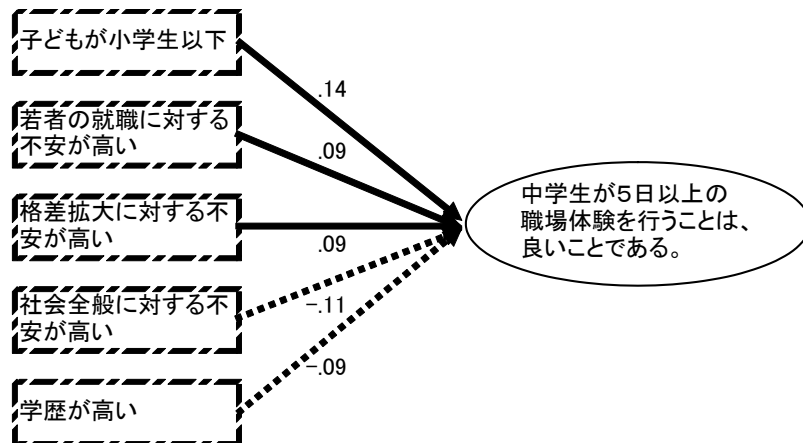 子どもが小学生以下
.14
若者の就職に対する
不安が高い
.09
格差拡大に対する不
安が高い
.09
中学生が５日以上の
職場体験を行うことは、
良いことである。
社会全般に対する不
安が高い
-.11
-.09
学歴が高い